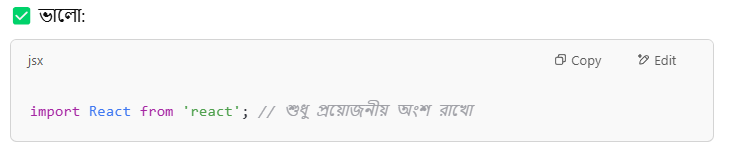 ✅ ভালো:
jsx Copy Edit
import React from 'react'; // শুধু প্রয়োজনীয় অংশ রাখো